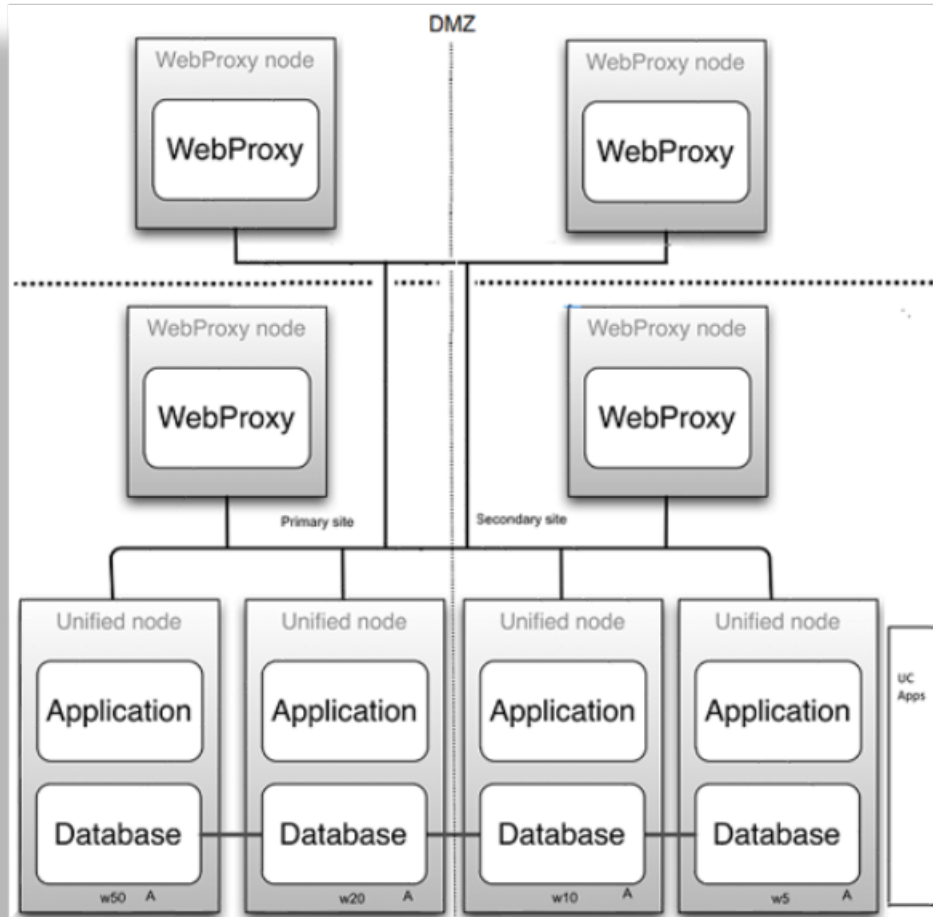 DMZ
WebProxy node
WebProxy node
WebProxy
WebProxy
WebProxy node
WebProxy node
WebProxy
WebProxy
Primary site
Secondary site
Unified node
Unified node
Unified node
Unified node
UC
Apps
Application
Application
Application
Application
Database
Database
Database
Database
w50 A
w20 A
w10 A
w5 A